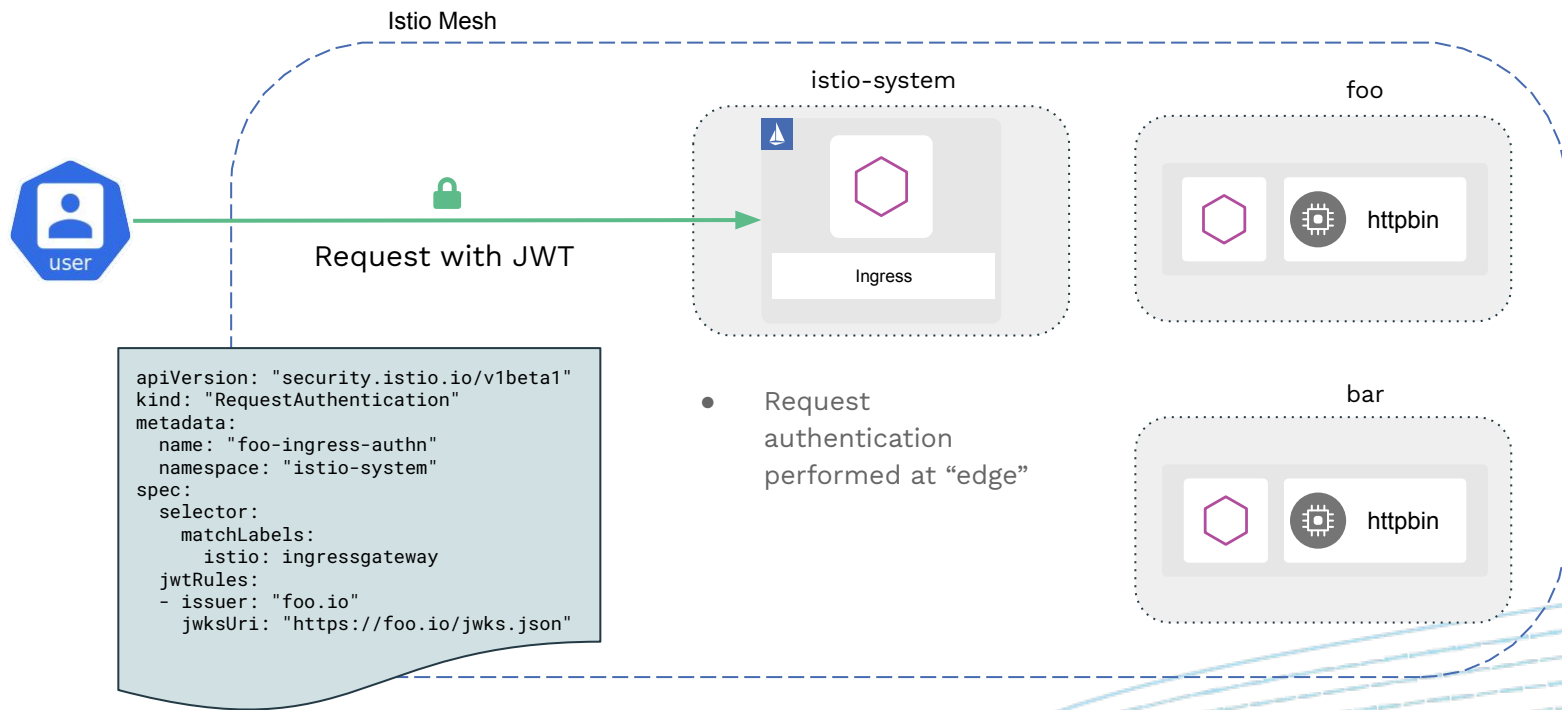 Istio Mesh
istio-system
foo
user
Request with JWT
Ingress
httpbin
apiVersion: "security.istio.io/v1beta1"
kind: "RequestAuthentication"
metadata:
  name: "foo-ingress-authn"
  namespace: "istio-system"
spec:
  selector:
    matchLabels:
      istio: ingressgateway
  jwtRules:
  - issuer: "foo.io"
    jwksUri: "https://foo.io/jwks.json"
● Request
authentication
performed at “edge”
bar
httpbin